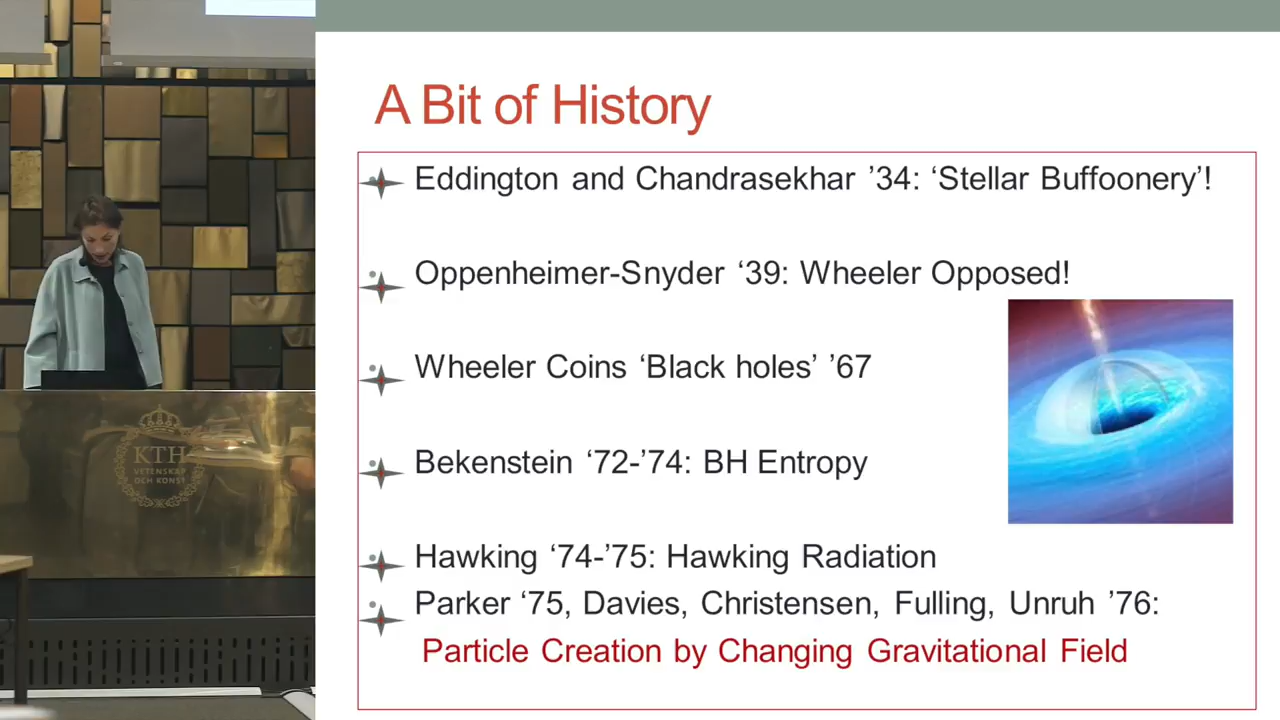 A Bit of History
Eddington and Chandrasekhar ’34: ‘Stellar Buffoonery’!
Oppenheimer-Snyder ‘39: Wheeler Opposed!
Wheeler Coins ‘Black holes’ ’67
Bekenstein ‘72-’74: BH Entropy
Hawking ‘74-’75: Hawking Radiation
Parker ‘75, Davies, Christensen, Fulling, Unruh ’76:
Particle Creation by Changing Gravitational Field
KTH
VETENSKAP
OCH KONST